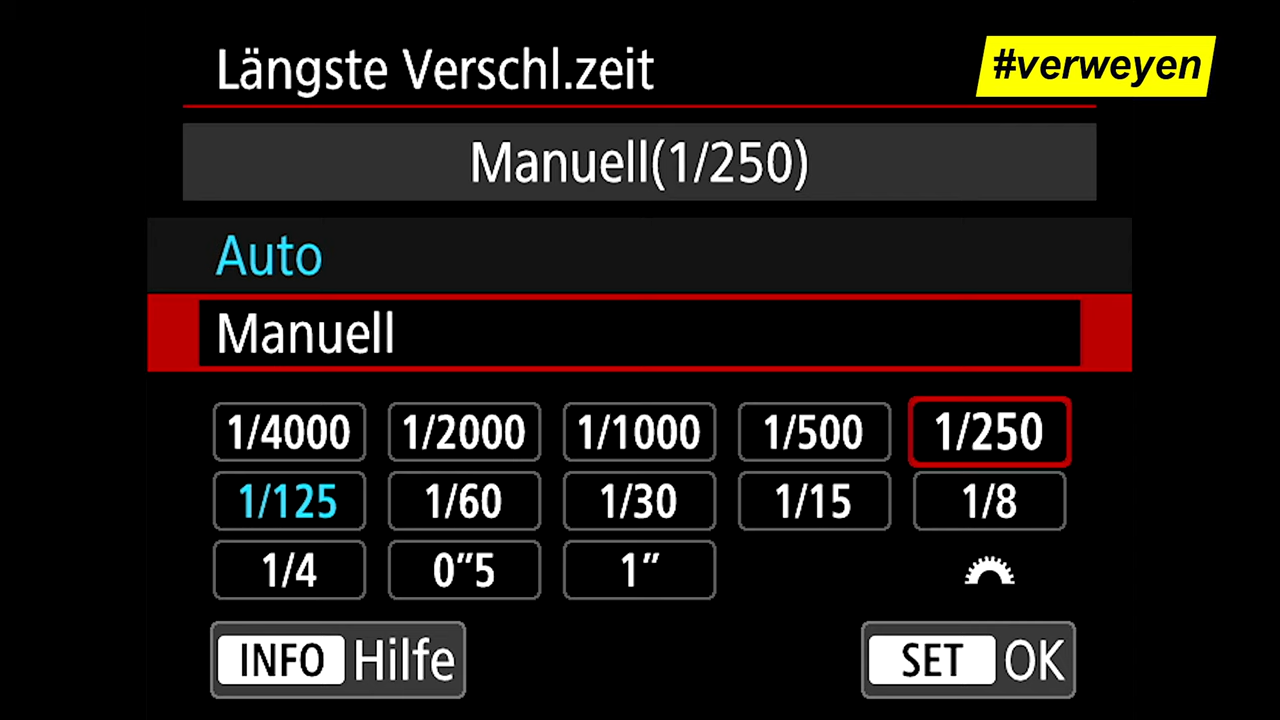 Längste Verschl.zeit
#verweyen
Manuell(1/250)
Auto
Manuell
1/4000 1/2000 1/1000 1/500 1/250
1/125 1/60 1/30 1/15 1/8
1/4 0"5 1"
INFO Hilfe SET OK